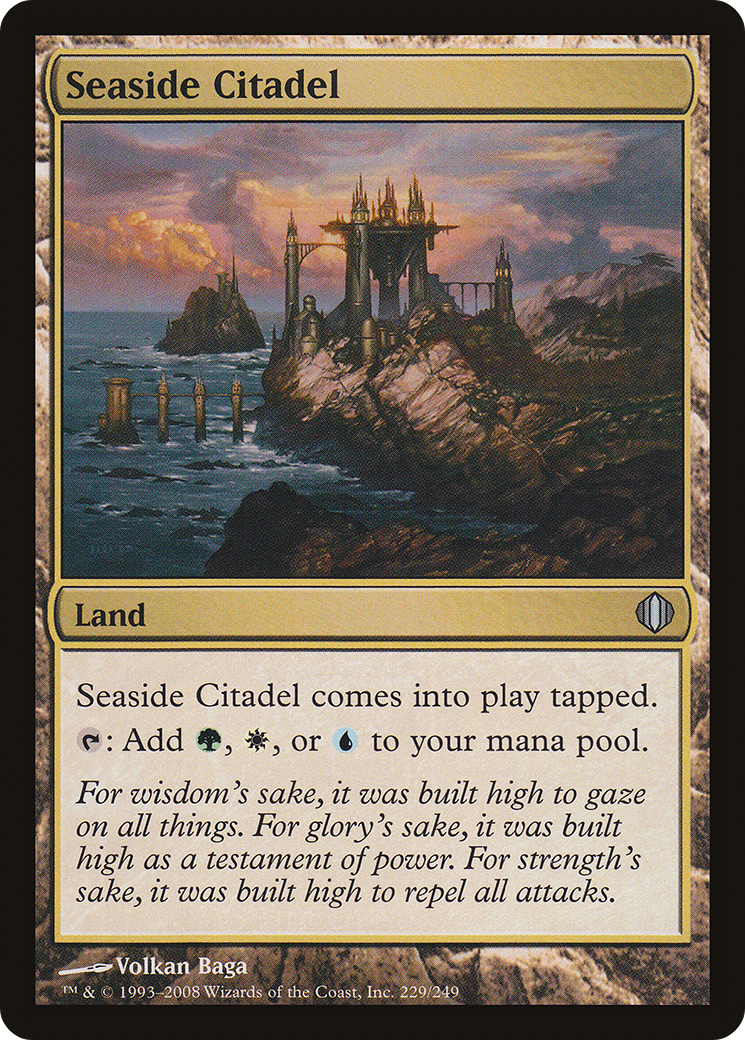 Seaside Citadel
Land
Seaside Citadel comes into play tapped.
: Add , , or to your mana pool.
For wisdom's sake, it was built high to gaze
on all things. For glory's sake, it was built
high as a testament of power. For strength's
sake, it was built high to repel all attacks.
Volkan Baga
™ & © 1993–2008 Wizards of the Coast, Inc. 229/249